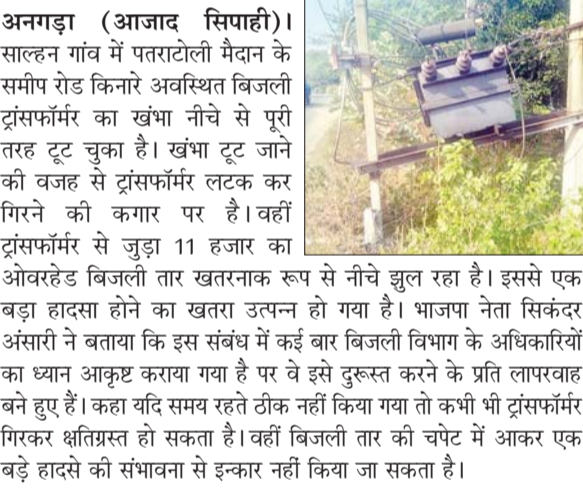 अनगड़ा (आजाद सिपाही)।
साल्हन गांव में पतराटोली मैदान के
समीप रोड किनारे अवस्थित बिजली
ट्रांसफॉर्मर का खंभा नीचे से पूरी
तरह टूट चुका है। खंभा टूट जाने
की वजह से ट्रांसफॉर्मर लटक कर
गिरने की कगार पर है।वहीं
ट्रांसफॉर्मर से जुड़ा 11 हजार का
ओवरहेड बिजली तार खतरनाक रूप से नीचे झुल रहा है। इससे एक
बड़ा हादसा होने का खतरा उत्पन्न हो गया है। भाजपा नेता सिकंदर
अंसारी ने बताया कि इस संबंध में कई बार बिजली विभाग के अधिकारियों
का ध्यान आकृष्ट कराया गया है पर वे इसे दुरूस्त करने के प्रति लापरवाह
बने हुए हैं। कहा यदि समय रहते ठीक नहीं किया गया तो कभी भी ट्रांसफॉर्मर
गिरकर क्षतिग्रस्त हो सकता है।वहीं बिजली तार की चपेट में आकर एक
बड़े हादसे की संभावना से इन्कार नहीं किया जा सकता है।